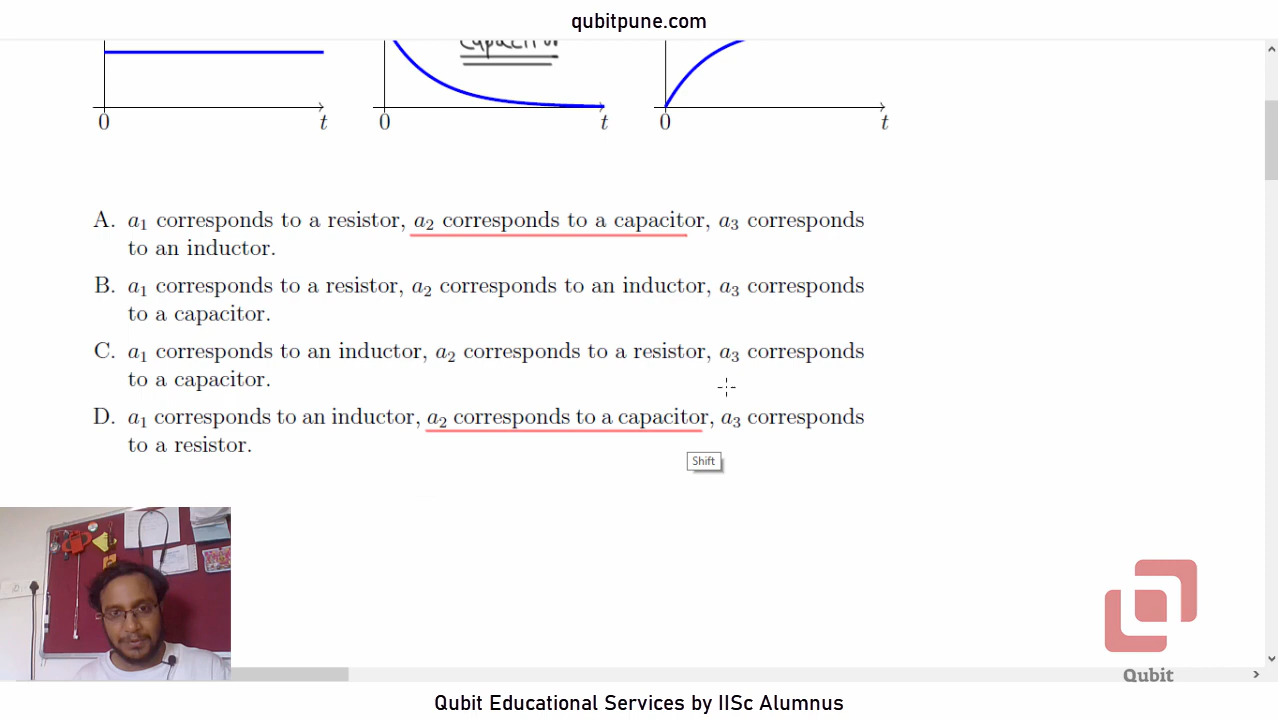 qubitpune.com
capacitor
0 t 0 t 0 t
A. a₁ corresponds to a resistor, a₂ corresponds to a capacitor, a₃ corresponds
to an inductor.
B. a₁ corresponds to a resistor, a₂ corresponds to an inductor, a₃ corresponds
to a capacitor.
C. a₁ corresponds to an inductor, a₂ corresponds to a resistor, a₃ corresponds
to a capacitor.
D. a₁ corresponds to an inductor, a₂ corresponds to a capacitor, a₃ corresponds
to a resistor.
Shift
Qubit
Qubit Educational Services by IISc Alumnus